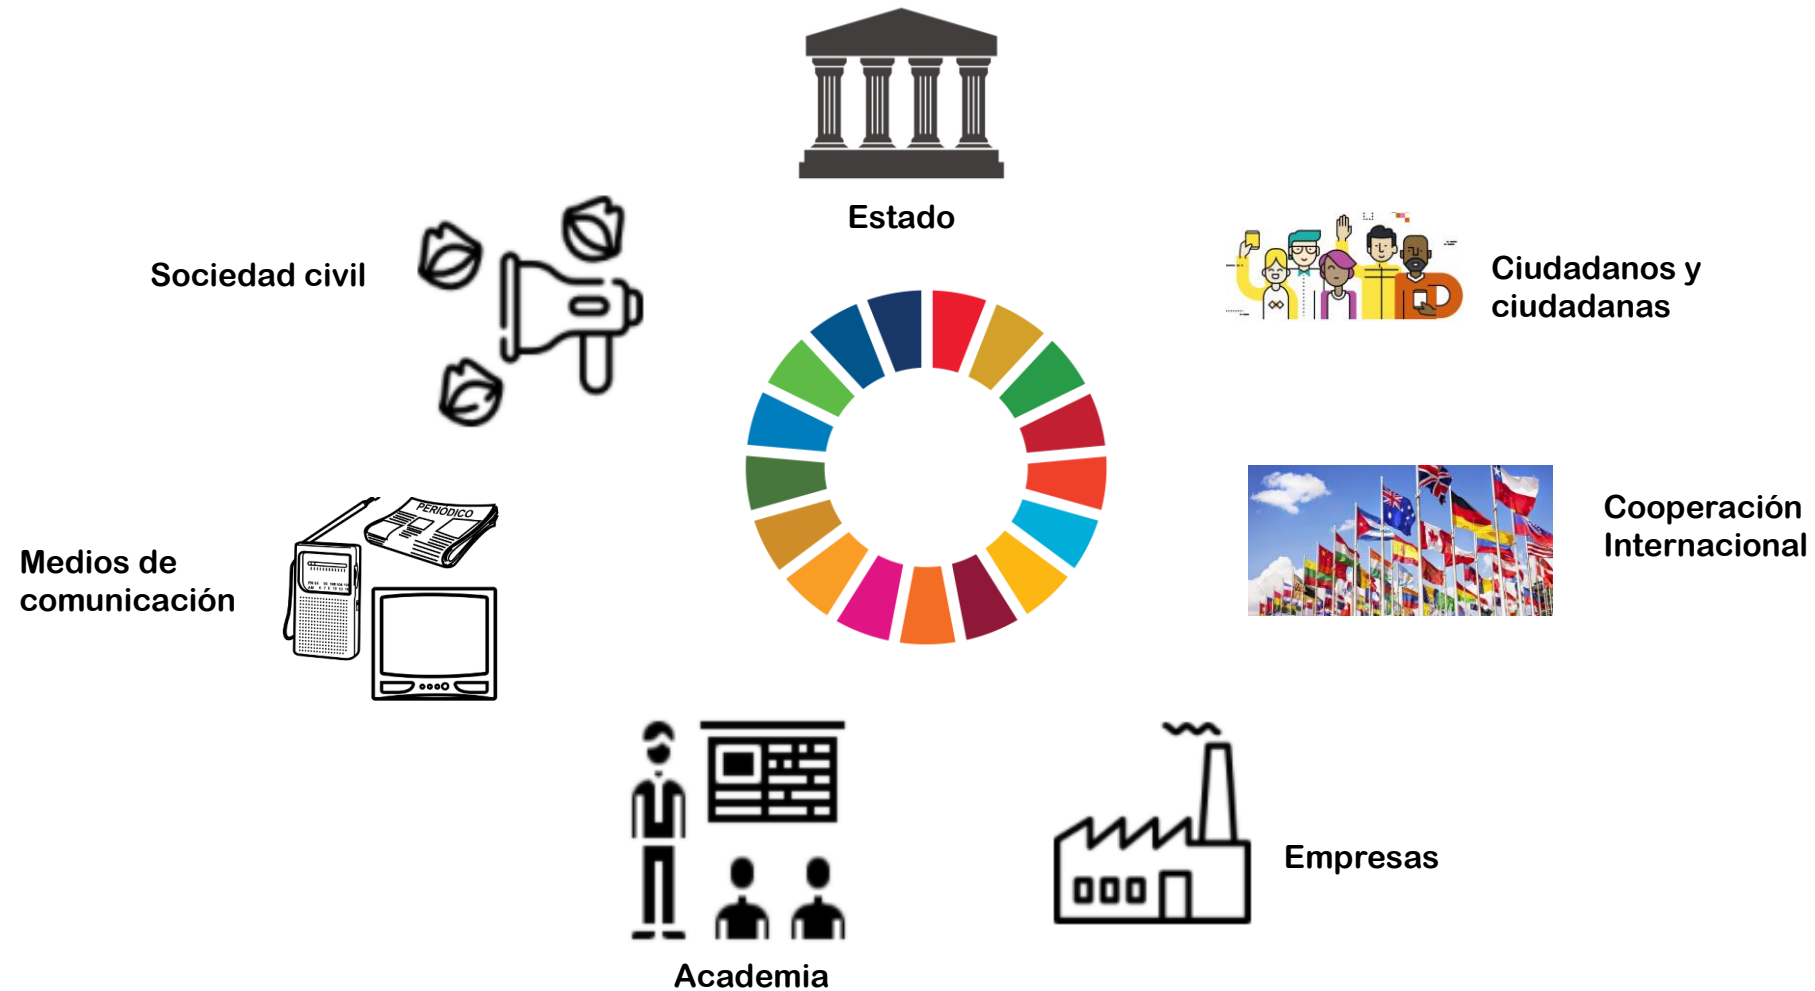 Estado
Sociedad civil
Ciudadanos y
ciudadanas
PERIODICO
Cooperación
Internacional
Medios de
comunicación
Empresas
Academia